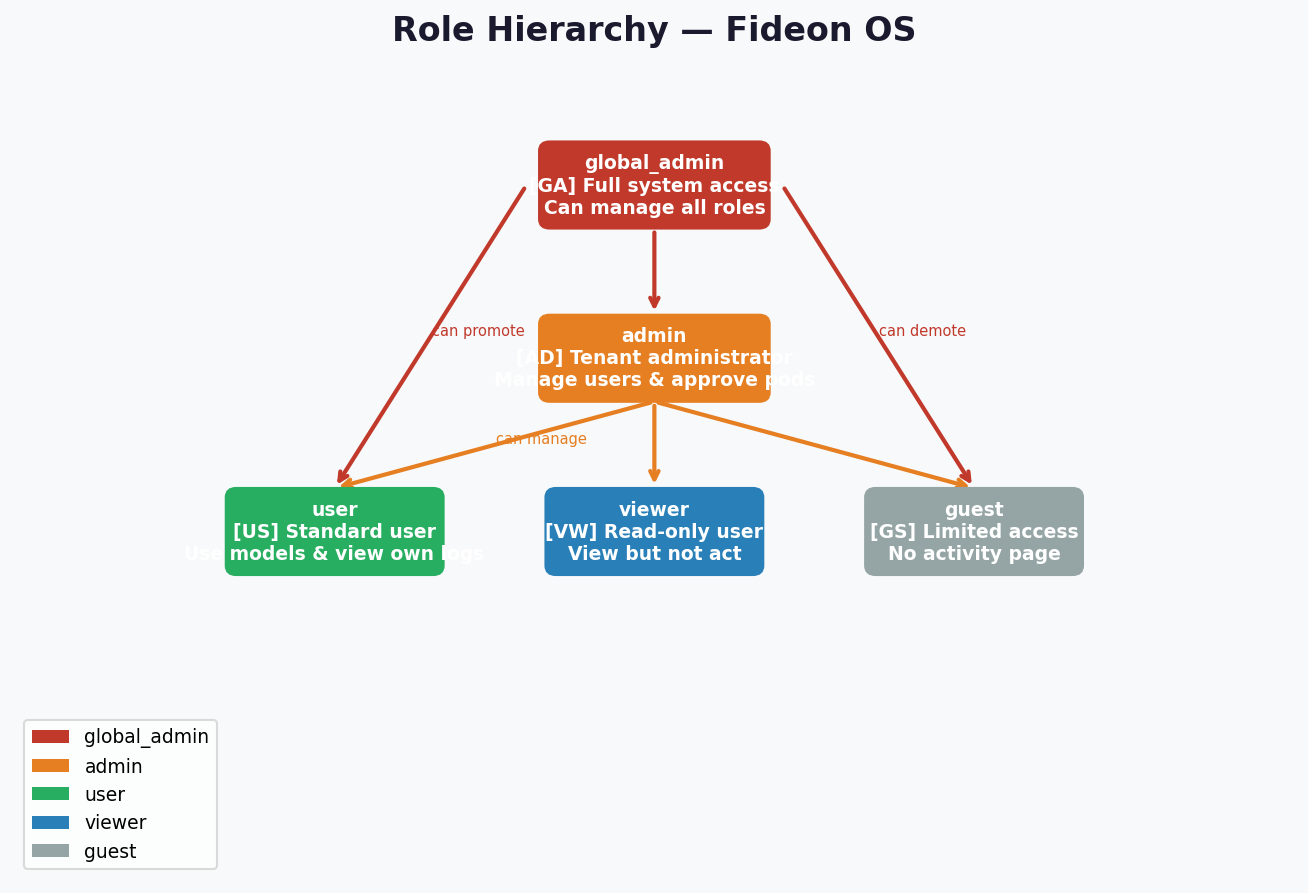 Role Hierarchy — Fideon OS
global_admin
[GA] Full system access
Can manage all roles
can promote
can demote
admin
[AD] Tenant administrator
Manage users & approve pods
can manage
user
[US] Standard user
Use models & view own logs
viewer
[VW] Read-only user
View but not act
guest
[GS] Limited access
No activity page
global_admin
admin
user
viewer
guest